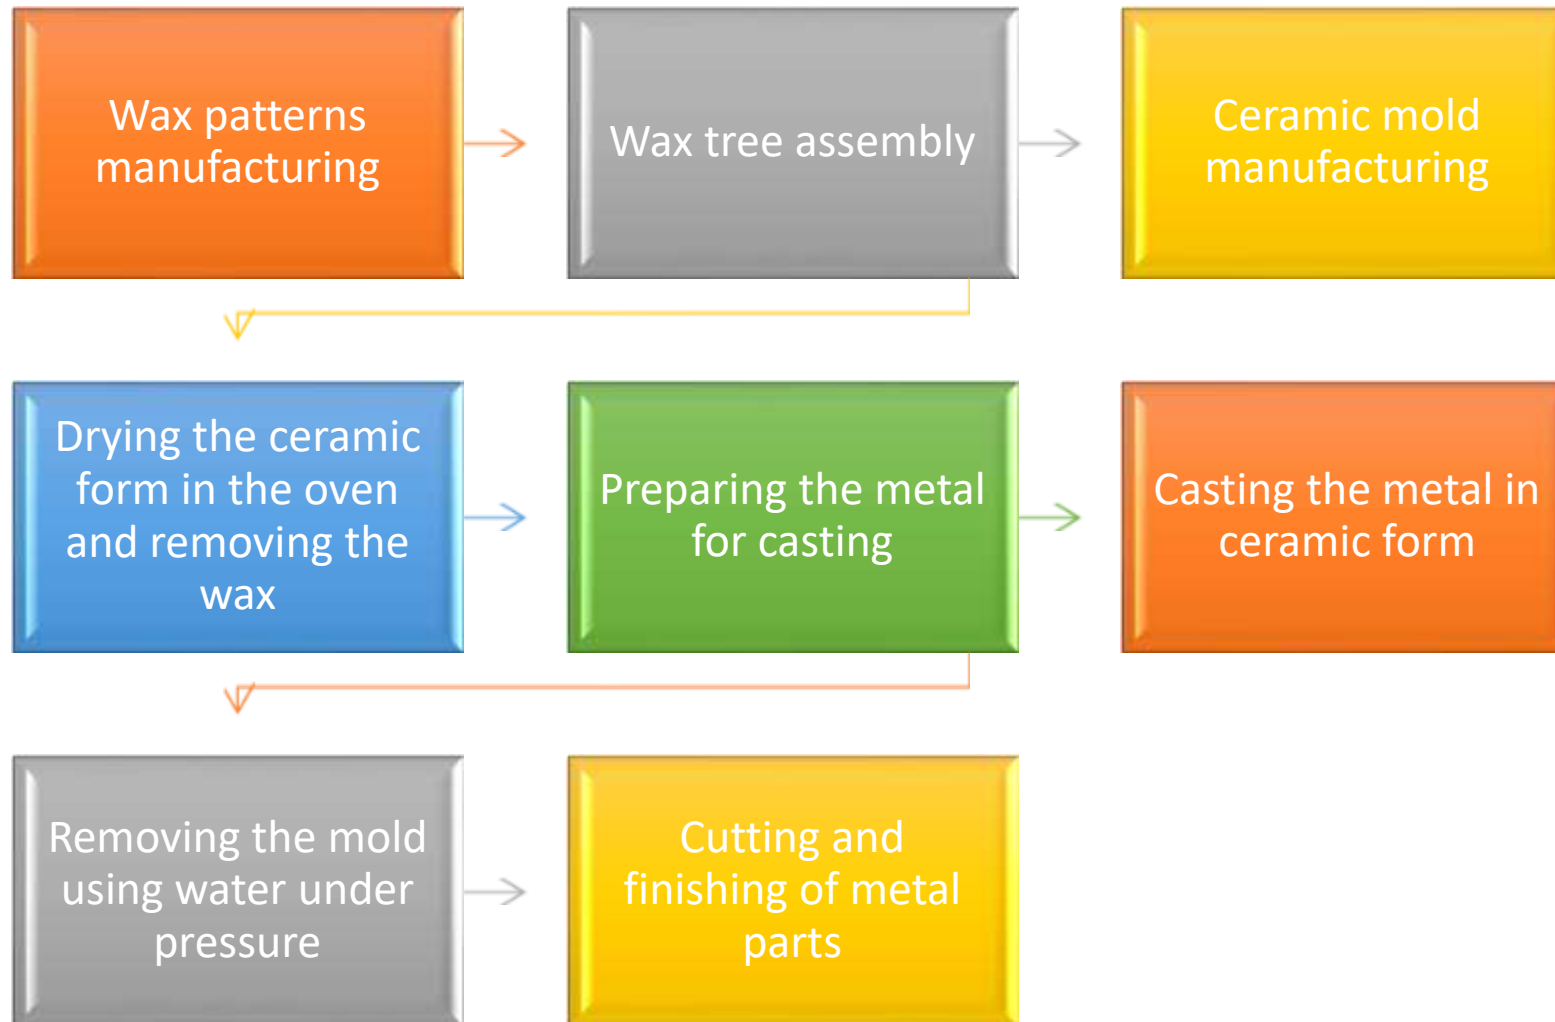 Wax patterns
manufacturing
Wax tree assembly
Ceramic mold
manufacturing
Drying the ceramic
form in the oven
and removing the
wax
Preparing the metal
for casting
Casting the metal in
ceramic form
Removing the mold
using water under
pressure
Cutting and
finishing of metal
parts